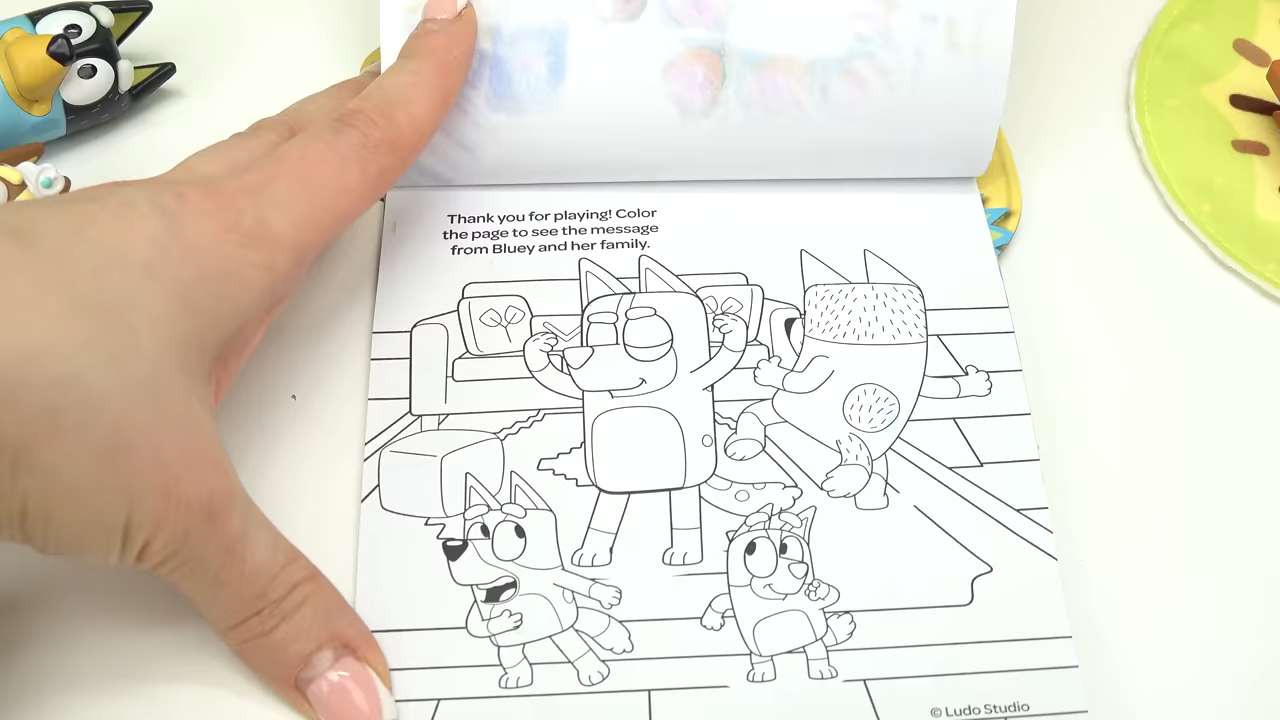 Thank you for playing! Color
the page to see the message
from Bluey and her family.
© Ludo Studio